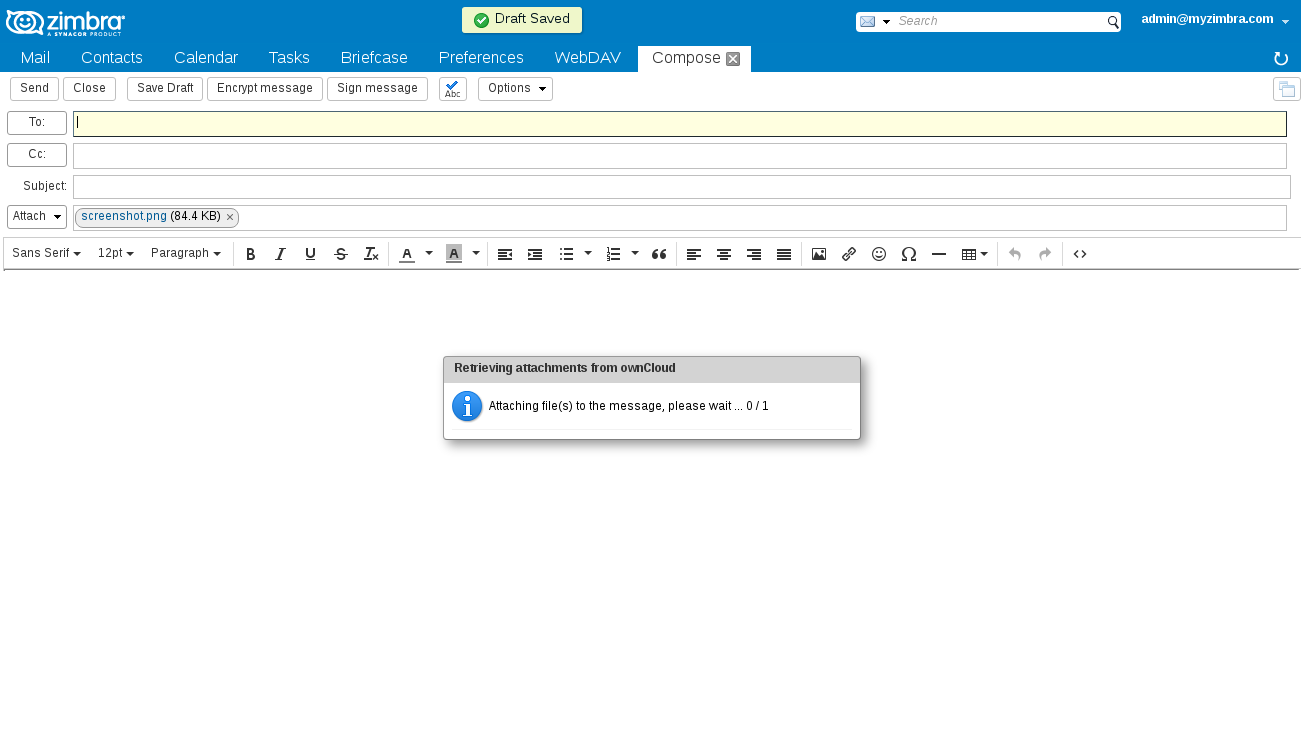 zimbra
A SYNACOR PRODUCT
Draft Saved
Search
admin@myzimbra.com
Mail Contacts Calendar Tasks Briefcase Preferences WebDAV Compose
Send Close Save Draft Encrypt message Sign message Abc Options
To:
Cc:
Subject:
Attach screenshot.png (84.4 KB)
Sans Serif 12pt Paragraph B I U S T A A
Retrieving attachments from ownCloud
Attaching file(s) to the message, please wait ... 0 / 1